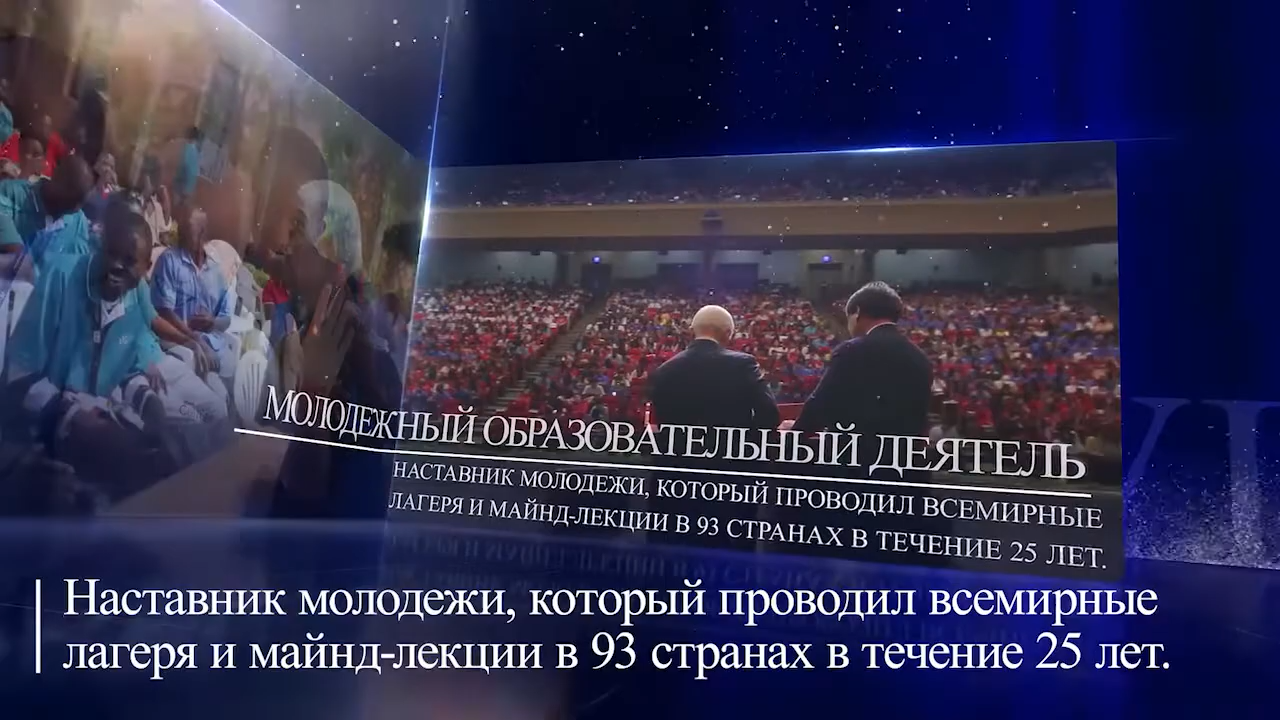 МОЛОДЕЖНЫЙ ОБРАЗОВАТЕЛЬНЫЙ ДЕЯТЕЛЬ
НАСТАВНИК МОЛОДЕЖИ, КОТОРЫЙ ПРОВОДИЛ ВСЕМИРНЫЕ
ЛАГЕРЯ И МАЙНД-ЛЕКЦИИ В 93 СТРАНАХ В ТЕЧЕНИЕ 25 ЛЕТ.
Наставник молодежи, который проводил всемирные
лагеря и майнд-лекции в 93 странах в течение 25 лет.